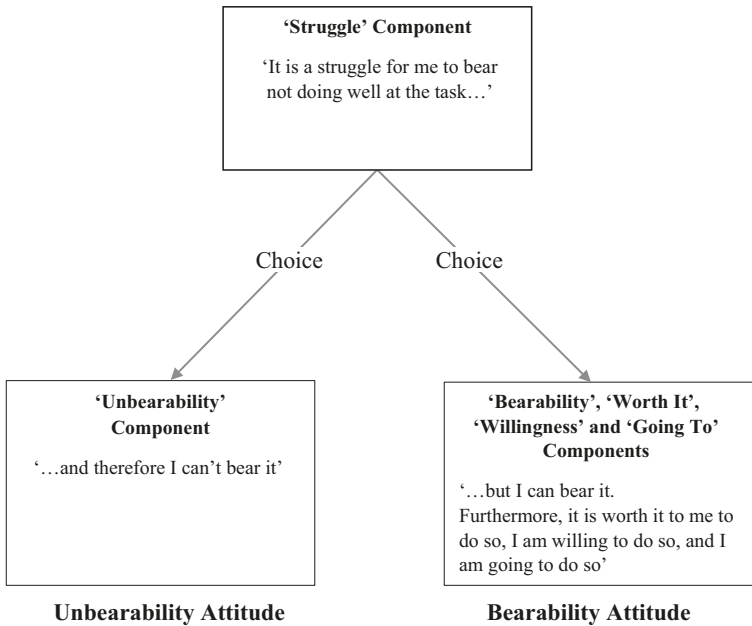 ‘Struggle’ Component
‘It is a struggle for me to bear
not doing well at the task…’
Choice
Choice
‘Unbearability’
Component
‘…and therefore I can’t bear it’
‘Bearability’, ‘Worth It’,
‘Willingness’ and ‘Going To’
Components
‘…but I can bear it.
Furthermore, it is worth it to me to
do so, I am willing to do so, and I
am going to do so’
Unbearability Attitude
Bearability Attitude